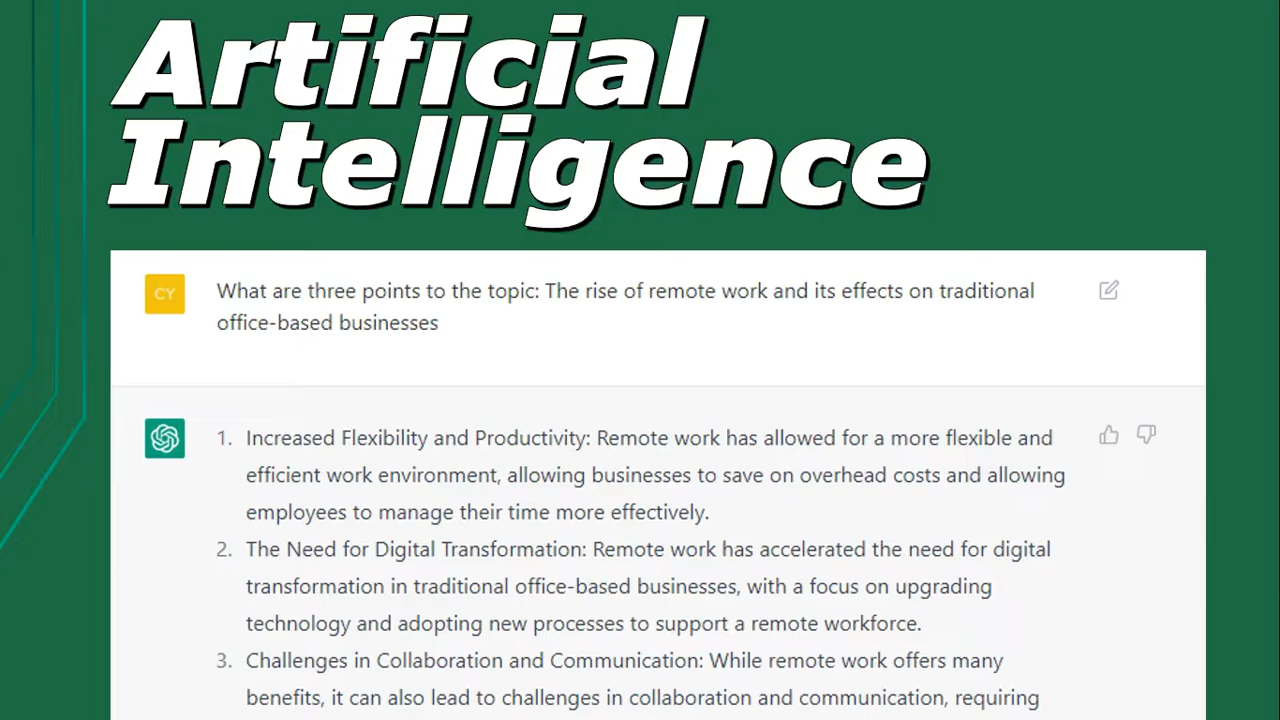 Artificial
Intelligence
CY
What are three points to the topic: The rise of remote work and its effects on traditional
office-based businesses
1. Increased Flexibility and Productivity: Remote work has allowed for a more flexible and
efficient work environment, allowing businesses to save on overhead costs and allowing
employees to manage their time more effectively.
2. The Need for Digital Transformation: Remote work has accelerated the need for digital
transformation in traditional office-based businesses, with a focus on upgrading
technology and adopting new processes to support a remote workforce.
3. Challenges in Collaboration and Communication: While remote work offers many
benefits, it can also lead to challenges in collaboration and communication, requiring